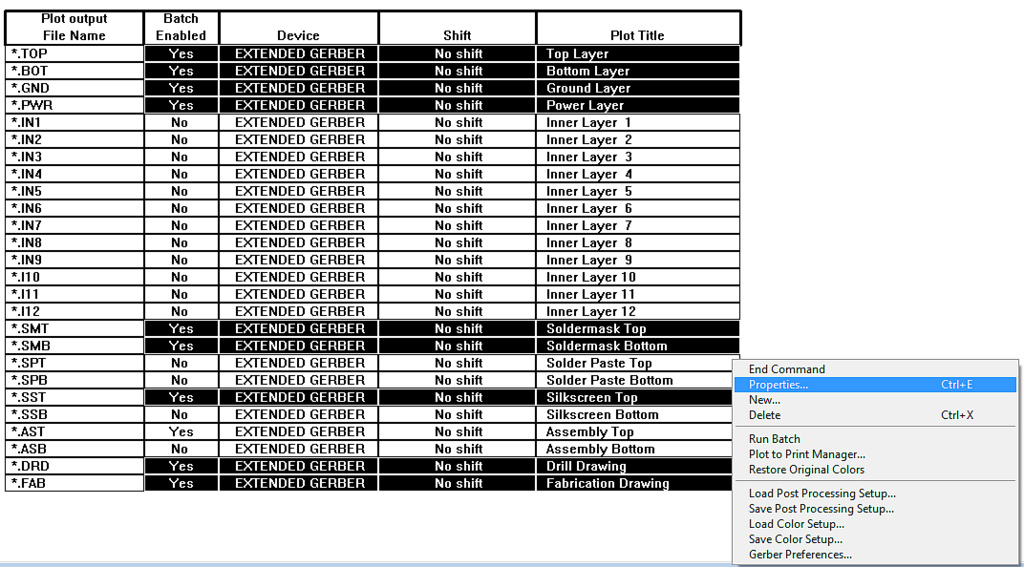 Plot output File Name Batch Enabled Device Shift Plot Title
*.TOP Yes EXTENDED GERBER No shift Top Layer
*.BOT Yes EXTENDED GERBER No shift Bottom Layer
*.GND Yes EXTENDED GERBER No shift Ground Layer
*.PWR Yes EXTENDED GERBER No shift Power Layer
*.IN1 No EXTENDED GERBER No shift Inner Layer 1
*.IN2 No EXTENDED GERBER No shift Inner Layer 2
*.IN3 No EXTENDED GERBER No shift Inner Layer 3
*.IN4 No EXTENDED GERBER No shift Inner Layer 4
*.IN5 No EXTENDED GERBER No shift Inner Layer 5
*.IN6 No EXTENDED GERBER No shift Inner Layer 6
*.IN7 No EXTENDED GERBER No shift Inner Layer 7
*.IN8 No EXTENDED GERBER No shift Inner Layer 8
*.IN9 No EXTENDED GERBER No shift Inner Layer 9
*.I10 No EXTENDED GERBER No shift Inner Layer 10
*.I11 No EXTENDED GERBER No shift Inner Layer 11
*.I12 No EXTENDED GERBER No shift Inner Layer 12
*.SMT Yes EXTENDED GERBER No shift Soldermask Top
*.SMB Yes EXTENDED GERBER No shift Soldermask Bottom
*.SPT No EXTENDED GERBER No shift Solder Paste Top
*.SPB No EXTENDED GERBER No shift Solder Paste Bottom
*.SST Yes EXTENDED GERBER No shift Silkscreen Top
*.SSB No EXTENDED GERBER No shift Silkscreen Bottom
*.AST Yes EXTENDED GERBER No shift Assembly Top
*.ASB No EXTENDED GERBER No shift Assembly Bottom
*.DRD Yes EXTENDED GERBER No shift Drill Drawing
*.FAB Yes EXTENDED GERBER No shift Fabrication Drawing
End Command
Properties... Ctrl+E
New...
Delete Ctrl+X
Run Batch
Plot to Print Manager...
Restore Original Colors
Load Post Processing Setup...
Save Post Processing Setup...
Load Color Setup...
Save Color Setup...
Gerber Preferences...